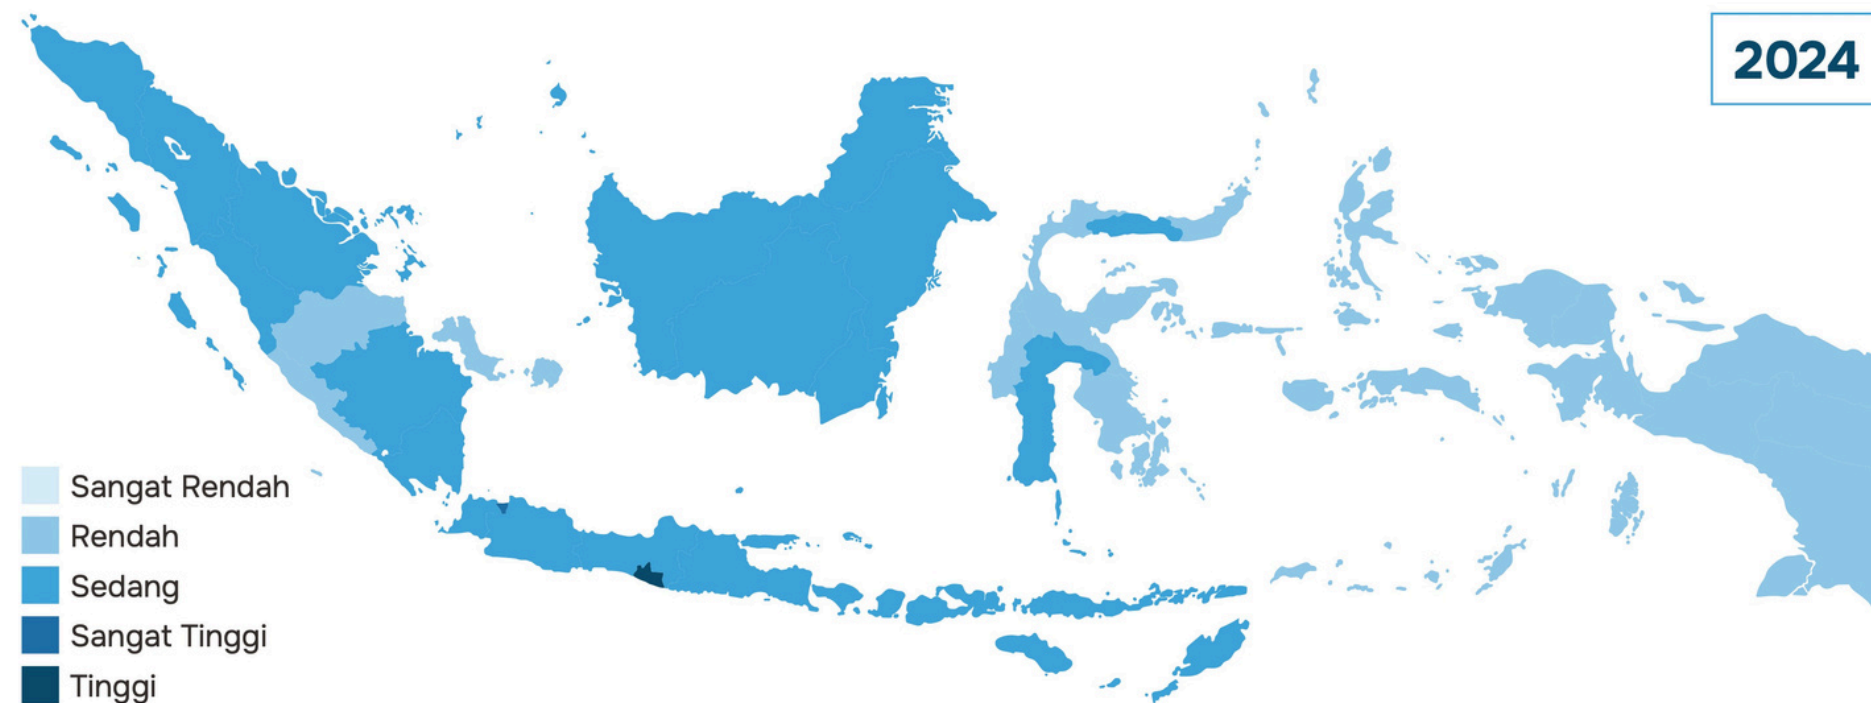 2024
Sangat Rendah
Rendah
Sedang
Sangat Tinggi
Tinggi